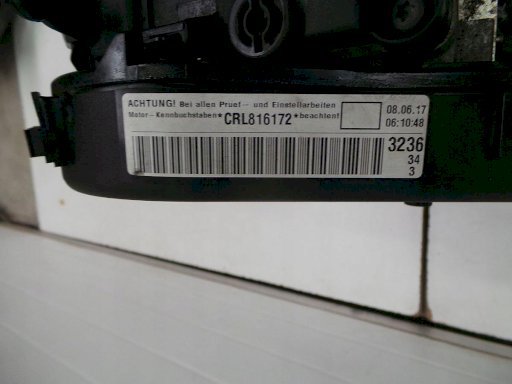 ACHTUNG! Bei allen Pruef- und Einstellarbeiten
Motor-Kennbuchstaben*CRL816172*beachten!
08.06.17
06:10:48
3236
34
3